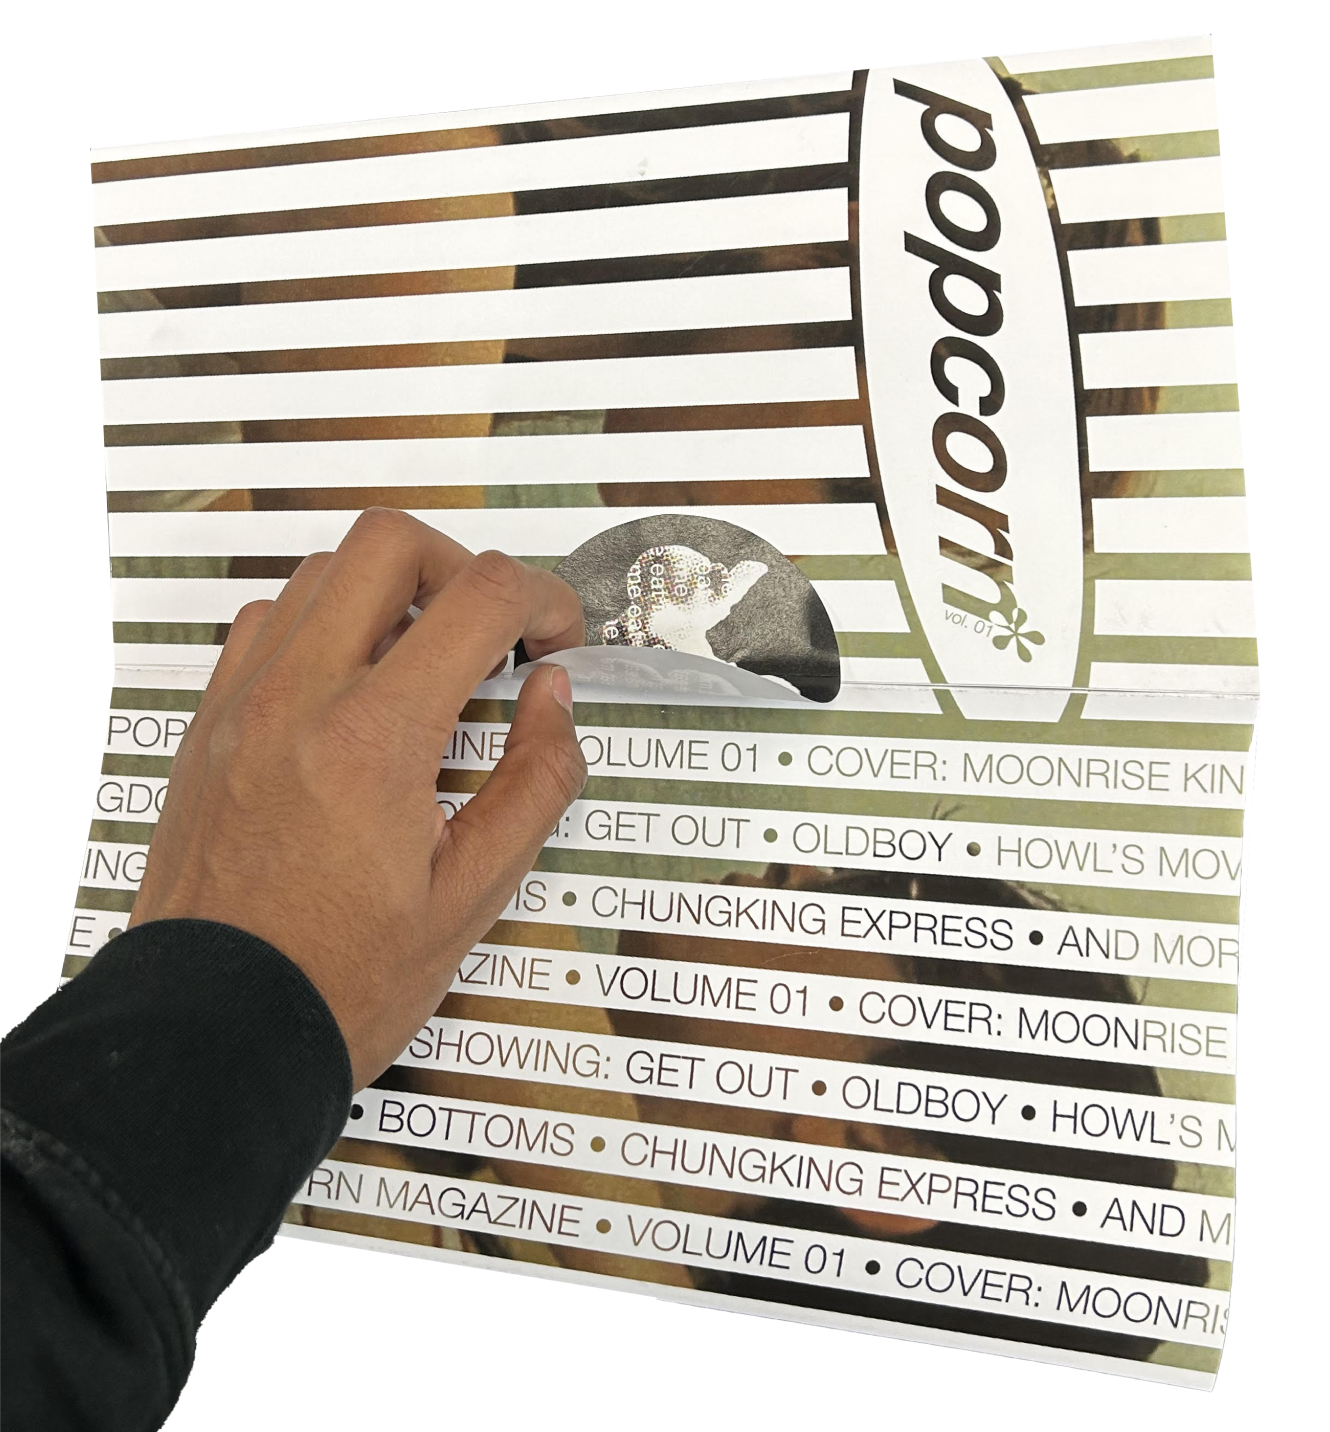 popcorn
vol. 01
POP LINE OLUME 01 • COVER: MOONRISE KIN
GDO : GET OUT • OLDBOY • HOWL'S MOV
ING MS • CHUNGKING EXPRESS • AND MOR
E • AZINE • VOLUME 01 • COVER: MOONRISE
SHOWING: GET OUT • OLDBOY • HOWL'S M
• BOTTOMS • CHUNGKING EXPRESS • AND M
RN MAGAZINE • VOLUME 01 • COVER: MOONRIS